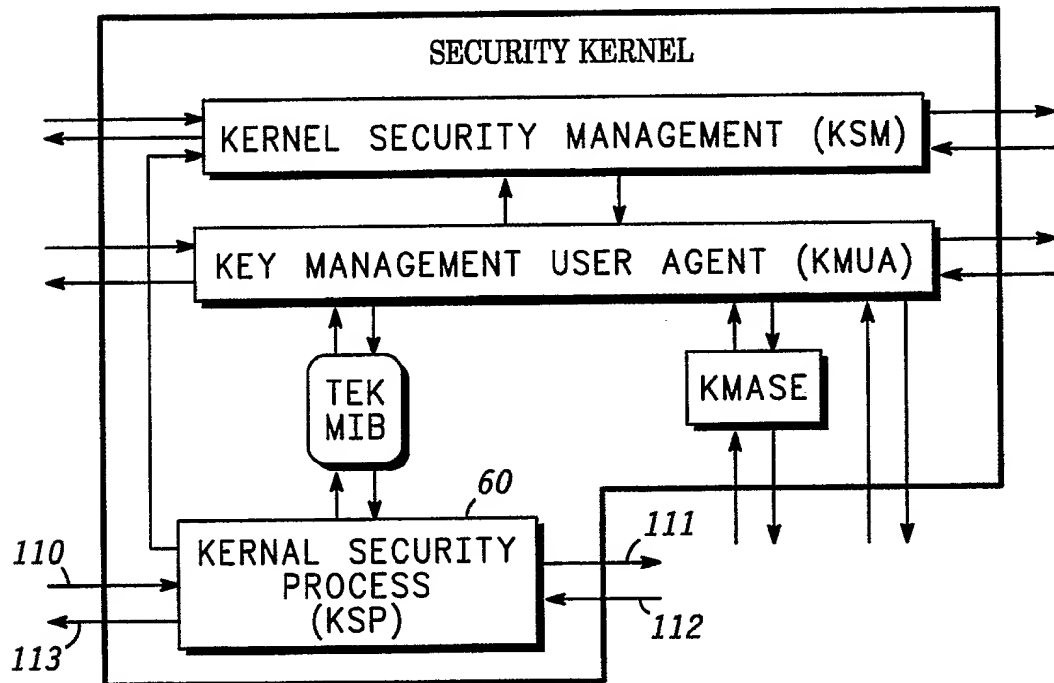 SECURITY KERNEL
KERNEL SECURITY MANAGEMENT (KSM)
KEY MANAGEMENT USER AGENT (KMUA)
TEK
MIB
KMASE
60
KERNAL SECURITY
PROCESS
(KSP)
110
111
112
113